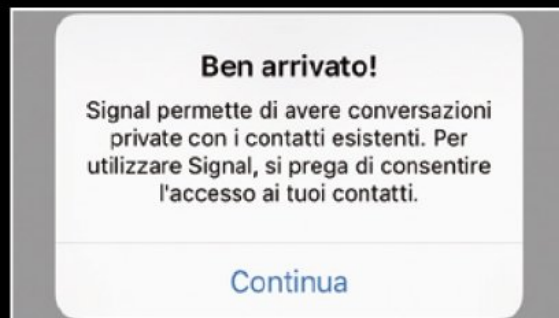 Ben arrivato!
Signal permette di avere conversazioni
private con i contatti esistenti. Per
utilizzare Signal, si prega di consentire
l'accesso ai tuoi contatti.
Continua